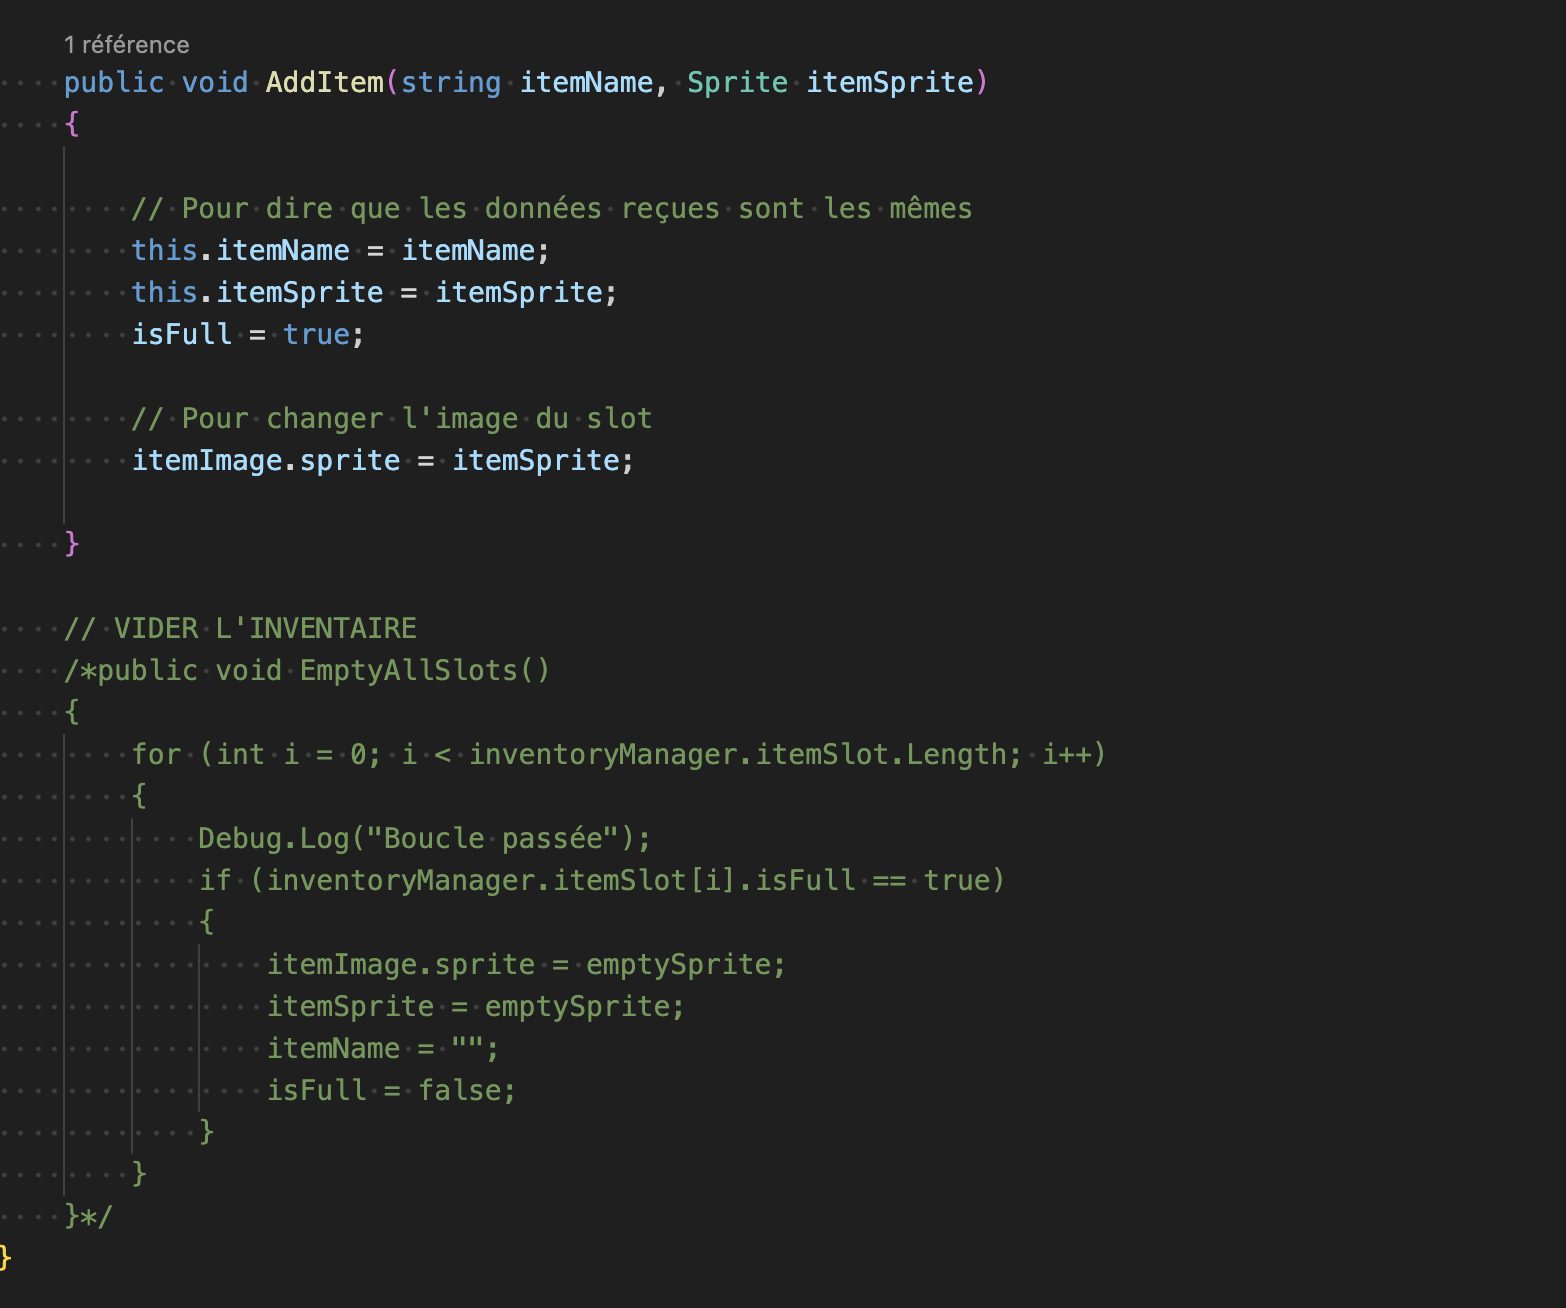 1 référence
public void AddItem(string itemName, Sprite itemSprite)
{
// Pour dire que les données reçues sont les mêmes
this.itemName = itemName;
this.itemSprite = itemSprite;
isFull = true;
// Pour changer l'image du slot
itemImage.sprite = itemSprite;
}
// VIDER L'INVENTAIRE
/*public void EmptyAllSlots()
{
for (int i = 0; i < inventoryManager.itemSlot.Length; i++)
{
Debug.Log("Boucle passée");
if (inventoryManager.itemSlot[i].isFull == true)
{
itemImage.sprite = emptySprite;
itemSprite = emptySprite;
itemName = "";
isFull = false;
}
}
}*/
}